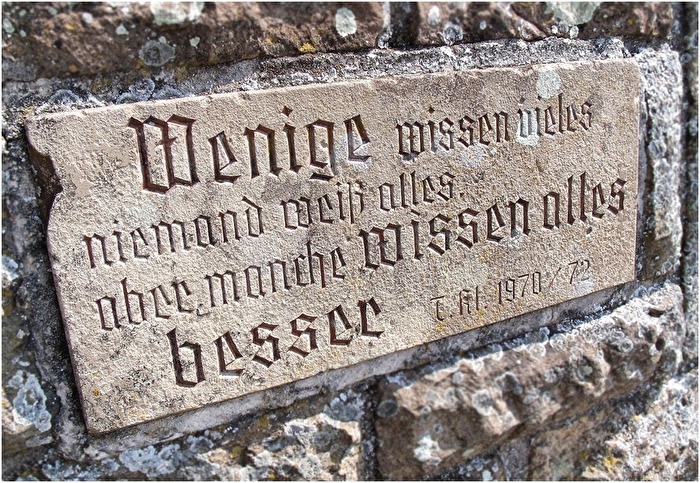 Wenige wissen vieles
niemand weiß alles.
aber manche wissen alles
besser T. Kl. 1970/72